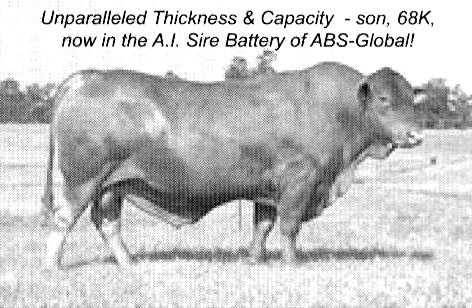 Unparalleled Thickness & Capacity - son, 68K,
now in the A.I. Sire Battery of ABS-Global!